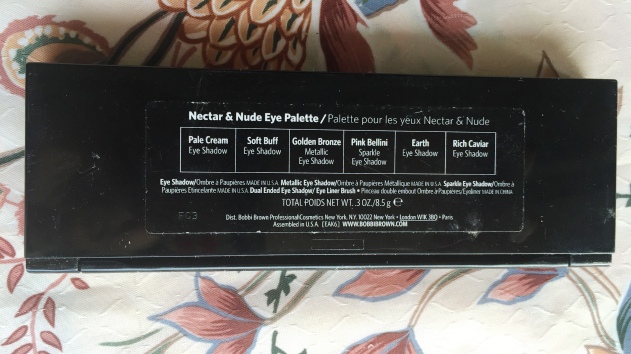 Nectar & Nude Eye Palette / Palette pour les yeux Nectar & Nude
Pale Cream
Eye Shadow
Soft Buff
Eye Shadow
Golden Bronze
Metallic
Eye Shadow
Pink Bellini
Sparkle
Eye Shadow
Earth
Eye Shadow
Rich Caviar
Eye Shadow
Eye Shadow/Ombre à Paupières MADE IN U.S.A. Metallic Eye Shadow/Ombre à Paupières Métallique MADE IN U.S.A. Sparkle Eye Shadow/Ombre à
Paupières Etincelante MADE IN U.S.A. Dual Ended Eye Shadow/ Eye Liner Brush • Pinceau double embout Ombre à Paupières/Eyeliner MADE IN CHINA
TOTAL POIDS NET WT. .3 OZ./8.5 g ℮
Dist. Bobbi Brown ProfessionalCosmetics New York, N.Y. 10022 New York • London W1K 3BQ • Paris
Assembled in U.S.A. [EAK6] WWW.BOBBIBROWN.COM